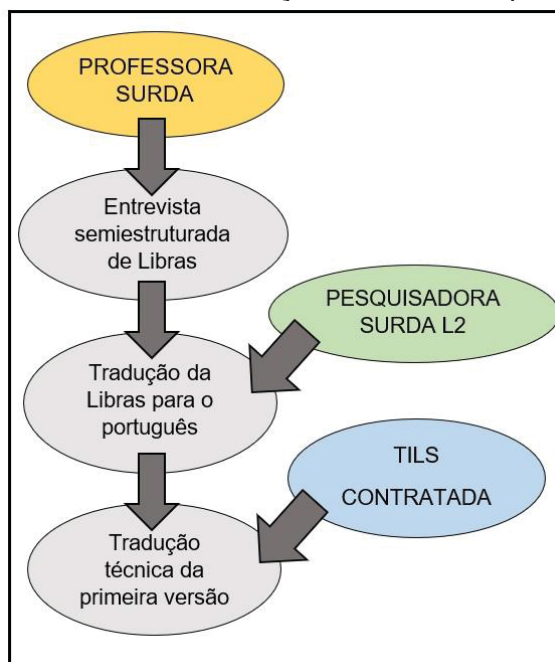 PROFESSORA
SURDA
Entrevista
semiestruturada
de Libras
PESQUISADORA
SURDA L2
Tradução da
Libras para o
português
TILS
CONTRATADA
Tradução
técnica da
primeira versão